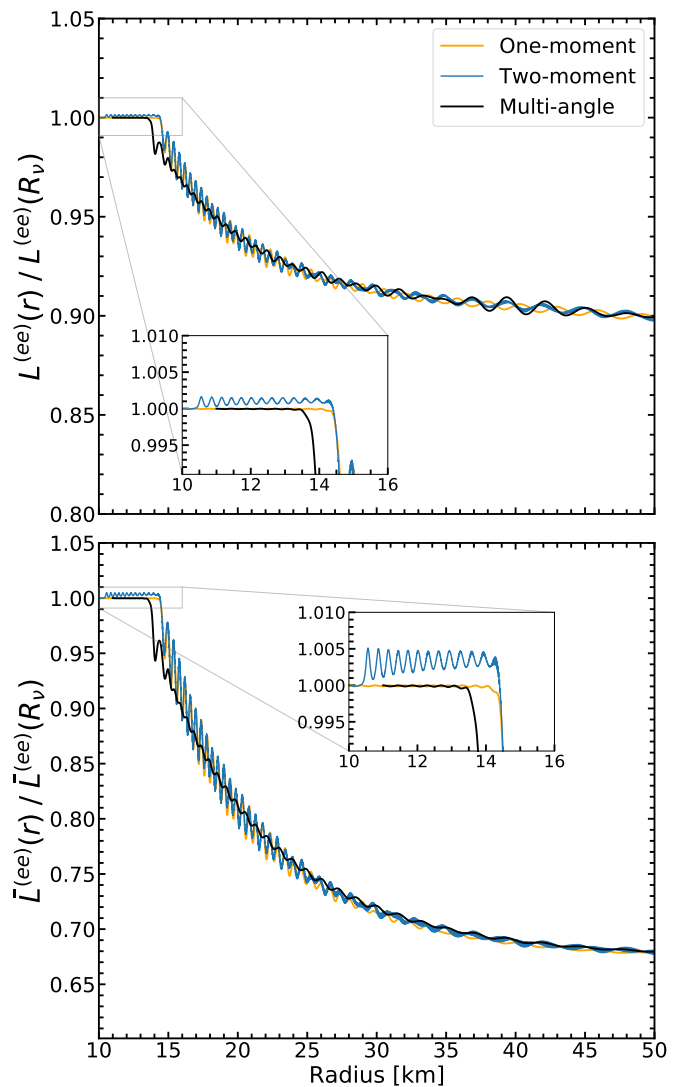 1.05
1.00
0.95
0.90
0.85
0.80
L^(ee)(r) / L^(ee)(R_ν)
One-moment
Two-moment
Multi-angle
1.010
1.005
1.000
0.995
10 12 14 16
1.05
1.00
0.95
0.90
0.85
0.80
0.75
0.70
0.65
L̄^(ee)(r) / L̄^(ee)(R_ν)
1.010
1.005
1.000
0.995
10 12 14 16
10 15 20 25 30 35 40 45 50
Radius [km]